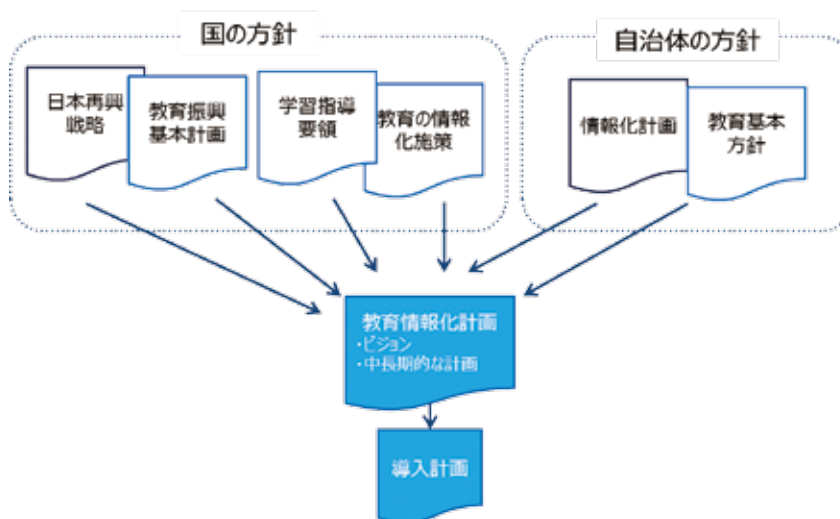 国の方針
自治体の方針
日本再興
戦略
教育振興
基本計画
学習指導
要領
教育の情報
化施策
情報化計画
教育基本
方針
教育情報化計画
・ビジョン
・中長期的な計画
導入計画